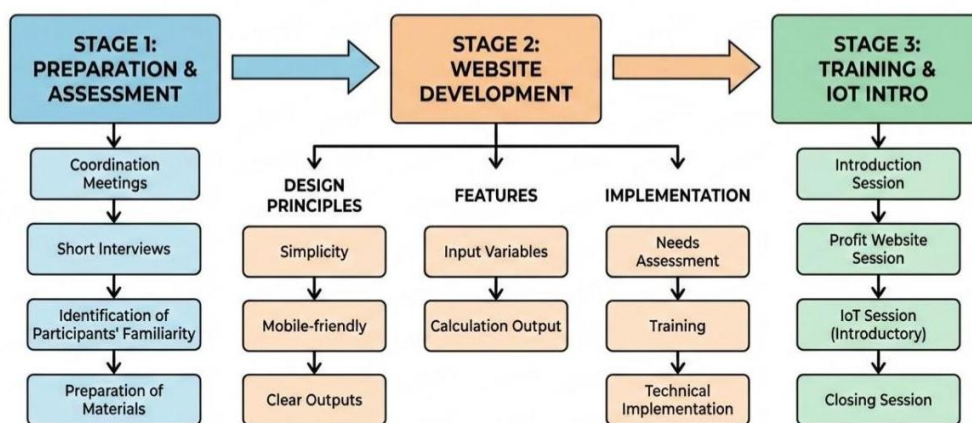 STAGE 1:
PREPARATION &
ASSESSMENT
Coordination
Meetings
Short Interviews
Identification of
Participants' Familiarity
Preparation of
Materials
STAGE 2:
WEBSITE
DEVELOPMENT
DESIGN
PRINCIPLES
Simplicity
Mobile-friendly
Clear Outputs
FEATURES
Input Variables
Calculation Output
IMPLEMENTATION
Needs
Assessment
Training
Technical
Implementation
STAGE 3:
TRAINING &
IOT INTRO
Introduction
Session
Profit Website
Session
IoT Session
(Introductory)
Closing Session